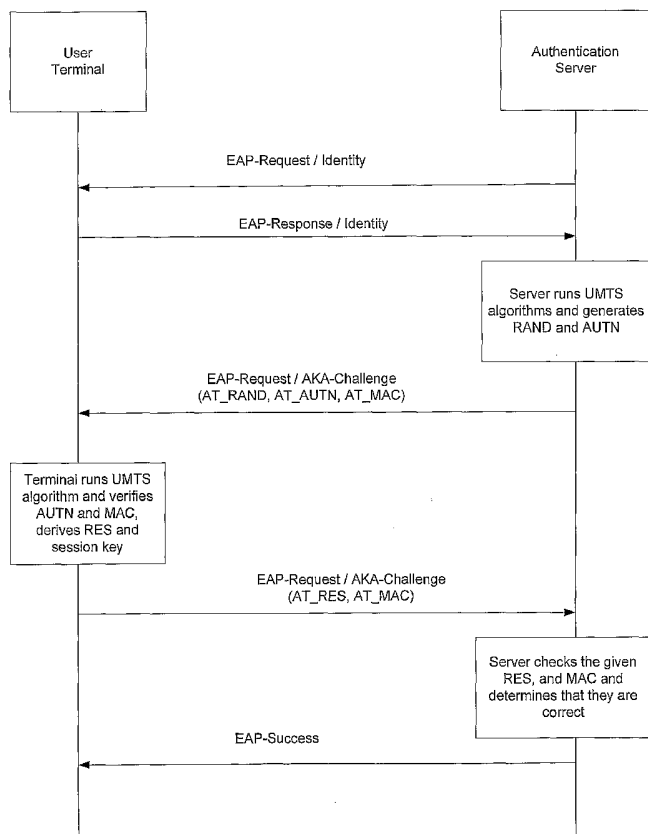 User
Terminal
Authentication
Server
EAP-Request / Identity
EAP-Response / Identity
Server runs UMTS
algorithms and generates
RAND and AUTN
EAP-Request / AKA-Challenge
(AT_RAND, AT_AUTN, AT_MAC)
Terminal runs UMTS
algorithm and verifies
AUTN and MAC,
derives RES and
session key
EAP-Request / AKA-Challenge
(AT_RES, AT_MAC)
Server checks the given
RES, and MAC and
determines that they are
correct
EAP-Success